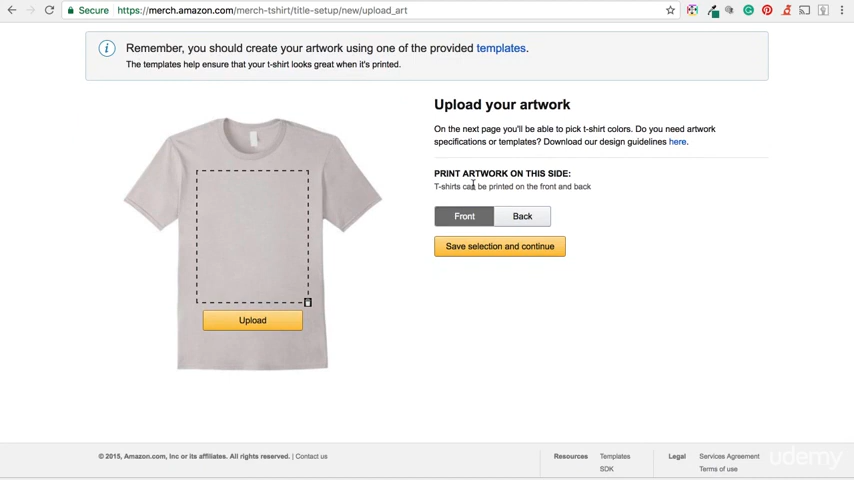 Secure https://merch.amazon.com/merch-tshirt/title-setup/new/upload_art
Remember, you should create your artwork using one of the provided templates.
The templates help ensure that your t-shirt looks great when it's printed.
Upload your artwork
On the next page you'll be able to pick t-shirt colors. Do you need artwork
specifications or templates? Download our design guidelines here.
PRINT ARTWORK ON THIS SIDE:
T-shirts can be printed on the front and back
Front Back
Save selection and continue
Upload
© 2015, Amazon.com, Inc or its affiliates. All rights reserved. | Contact us
Resources Templates
SDK
Legal Services Agreement
Terms of use
udemy